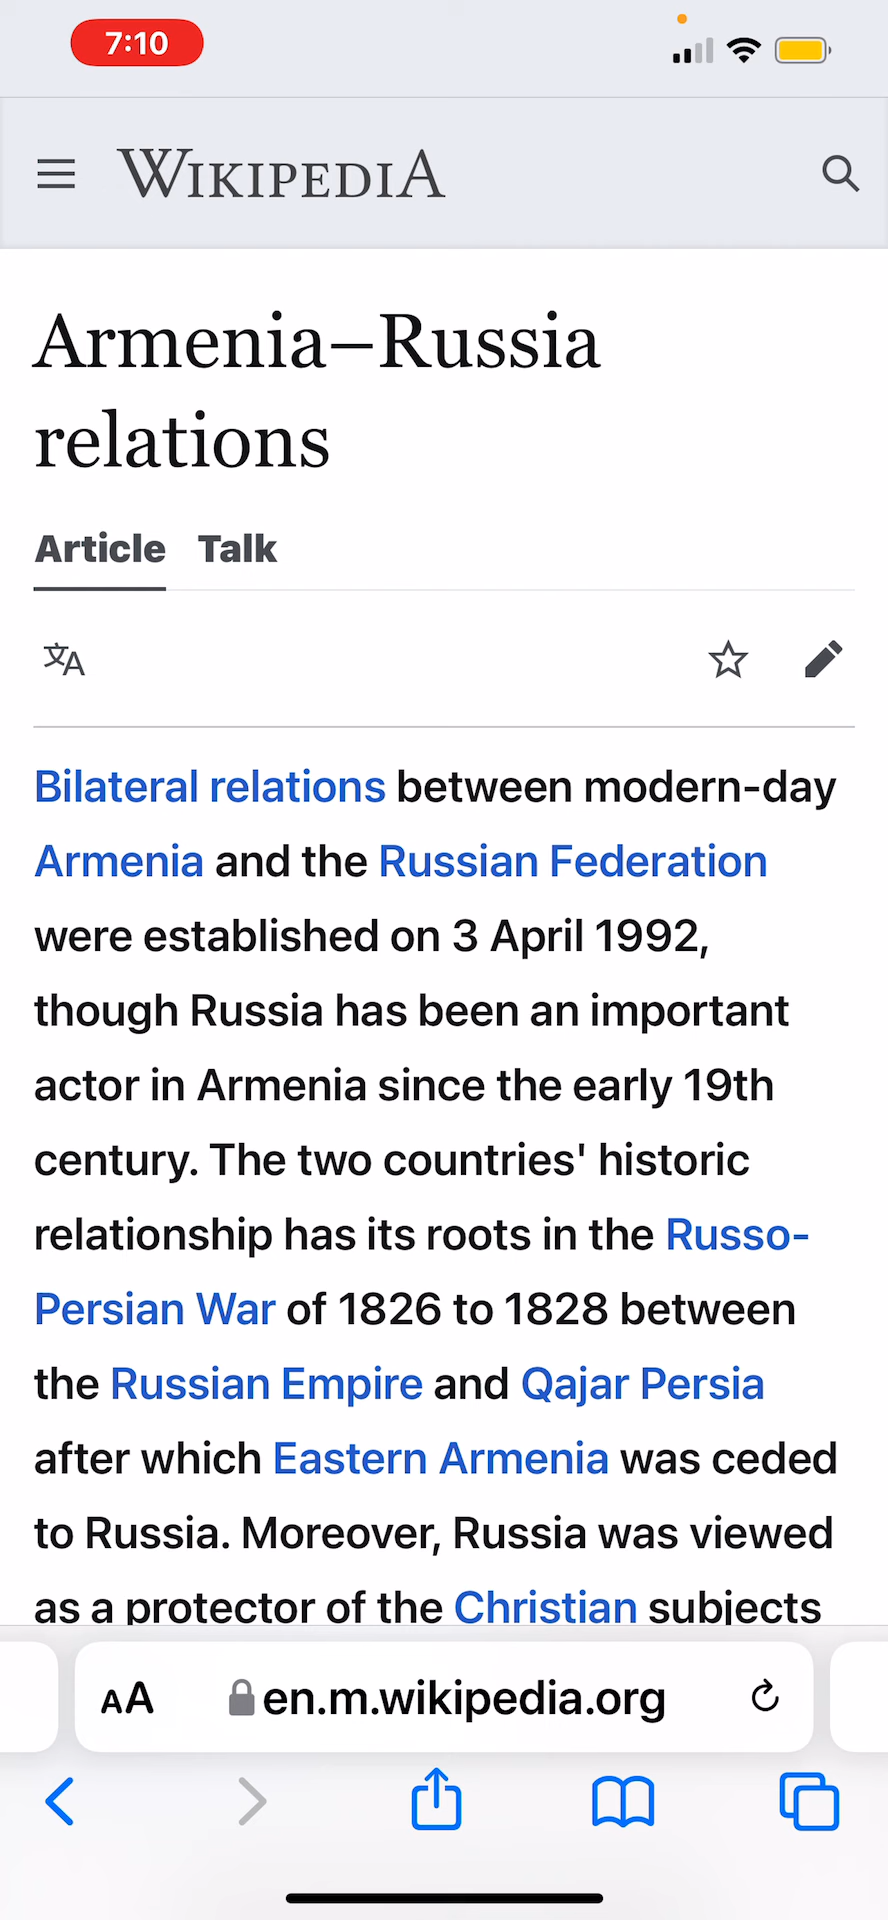 7:10
WIKIPEDIA
Armenia–Russia
relations
Article Talk
文A
Bilateral relations between modern-day
Armenia and the Russian Federation
were established on 3 April 1992,
though Russia has been an important
actor in Armenia since the early 19th
century. The two countries' historic
relationship has its roots in the Russo-
Persian War of 1826 to 1828 between
the Russian Empire and Qajar Persia
after which Eastern Armenia was ceded
to Russia. Moreover, Russia was viewed
as a protector of the Christian subjects
AA en.m.wikipedia.org